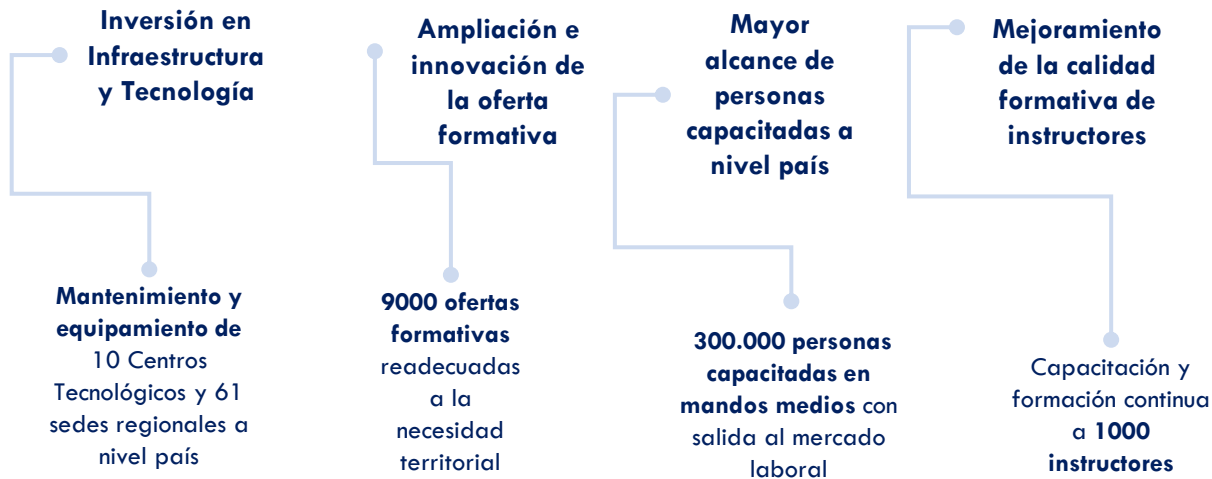 Inversión en
Infraestructura
y Tecnología
Mantenimiento y
equipamiento de
10 Centros
Tecnológicos y 61
sedes regionales a
nivel país
Ampliación e
innovación de
la oferta
formativa
9000 ofertas
formativas
readecuadas
a la
necesidad
territorial
Mayor
alcance de
personas
capacitadas a
nivel país
300.000 personas
capacitadas en
mandos medios con
salida al mercado
laboral
Mejoramiento
de la calidad
formativa de
instructores
Capacitación y
formación continua
a 1000
instructores